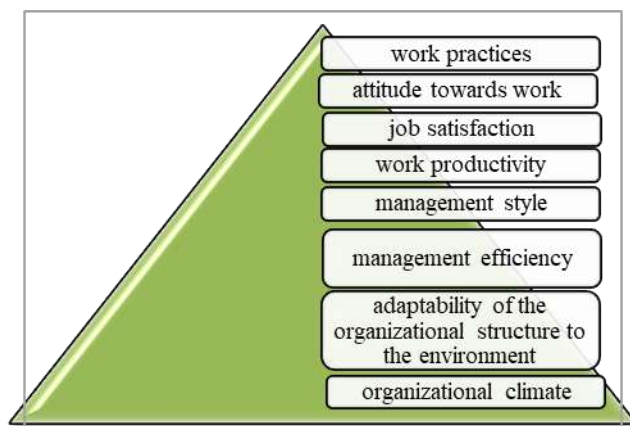 work practices
attitude towards work
job satisfaction
work productivity
management style
management efficiency
adaptability of the
organizational structure to
the environment
organizational climate